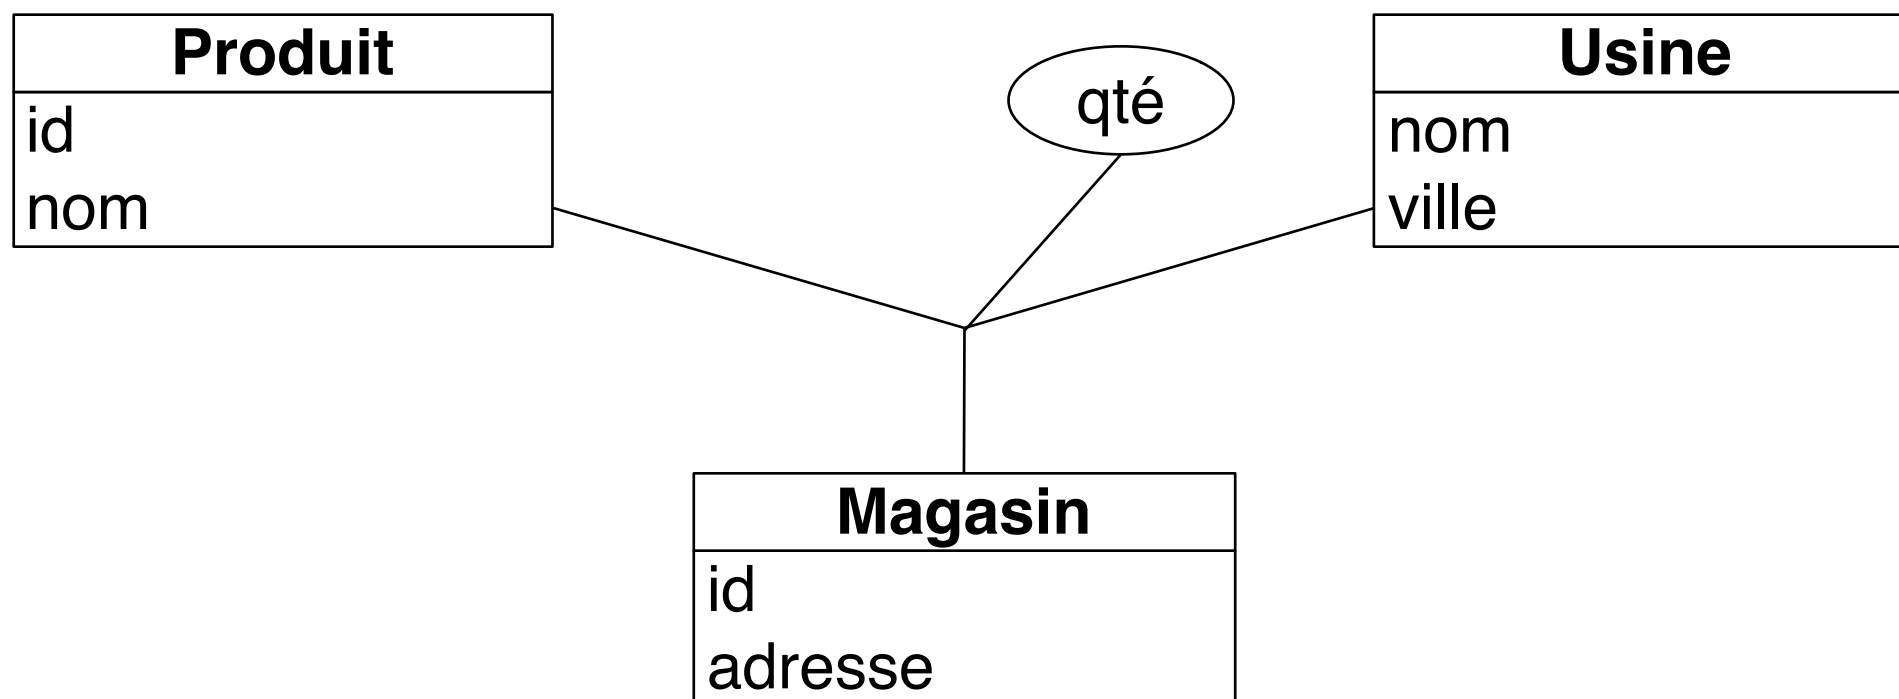 Produit
id
nom
qté
Usine
nom
ville
Magasin
id
adresse